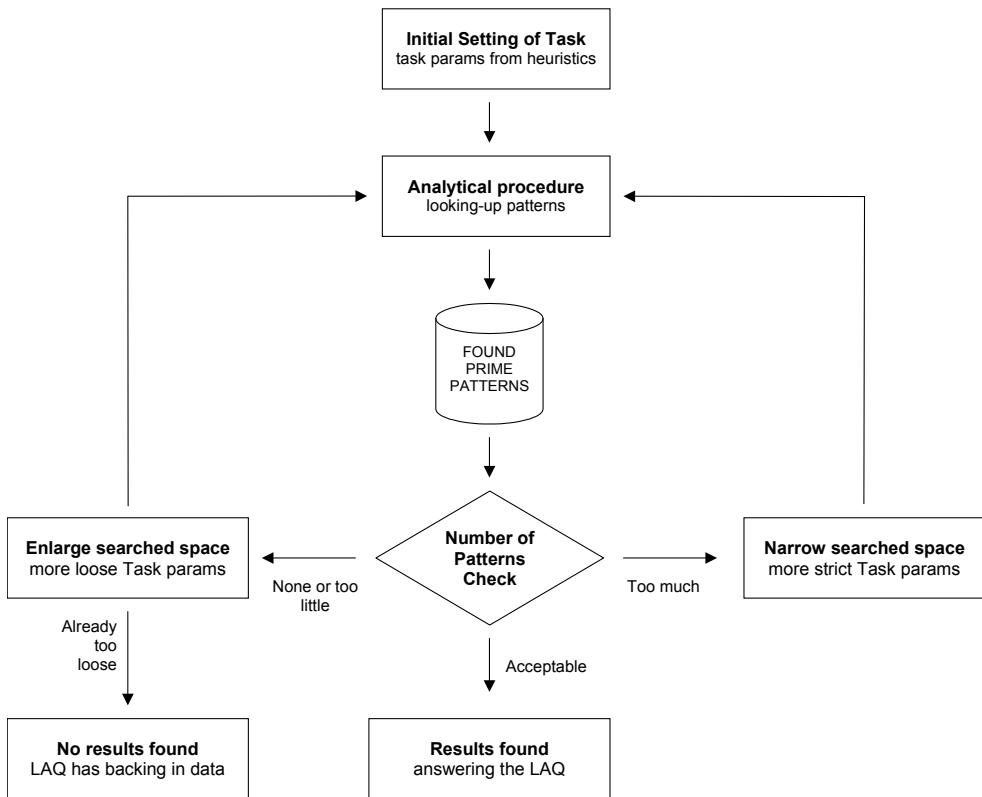 Initial Setting of Task
task params from heuristics
Analytical procedure
looking-up patterns
FOUND
PRIME
PATTERNS
Number of
Patterns
Check
Enlarge searched space
more loose Task params
None or too
little
Too much
Narrow searched space
more strict Task params
Already
too
loose
Acceptable
No results found
LAQ has backing in data
Results found
answering the LAQ